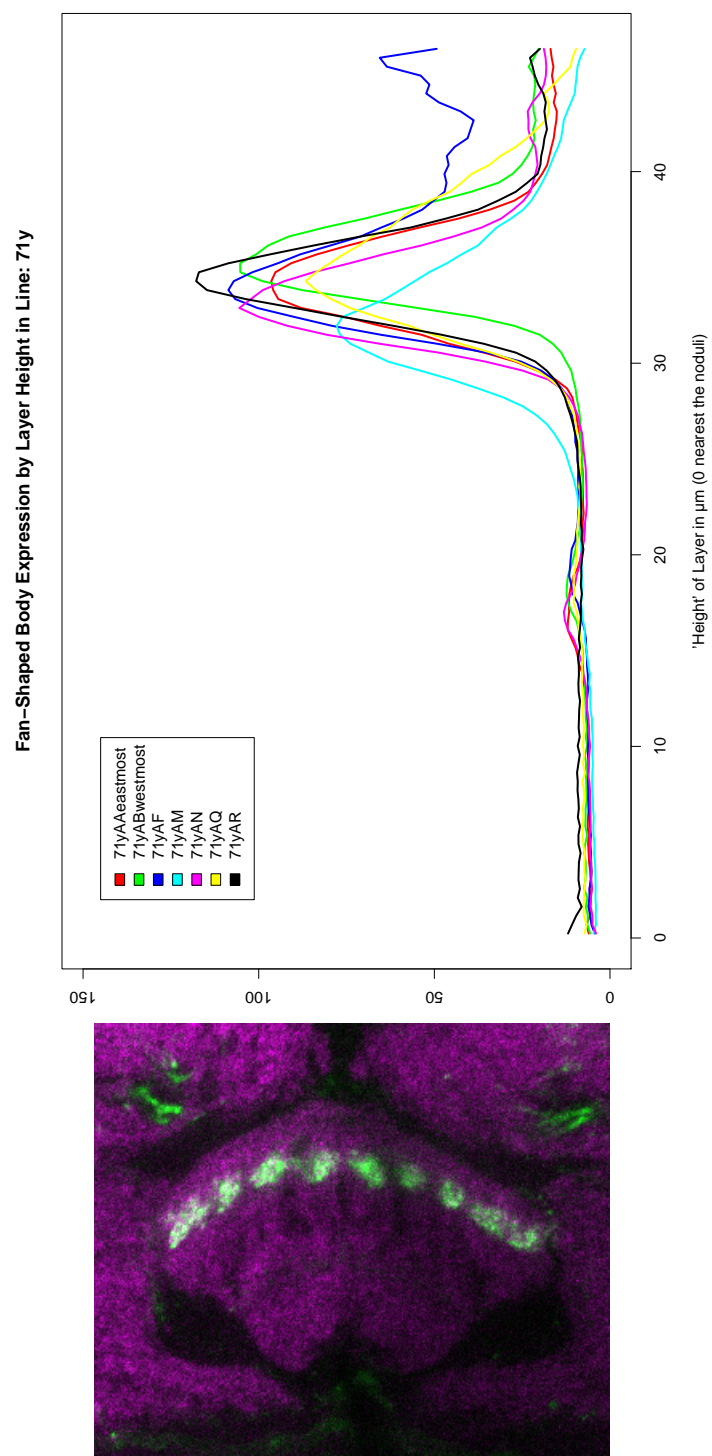 Fan−Shaped Body Expression by Layer Height in Line: 71y
150
100
50
0
71yAAeastmost
71yABwestmost
71yAF
71yAM
71yAN
71yAQ
71yAR
0
10
20
30
40
'Height' of Layer in µm (0 nearest the noduli)